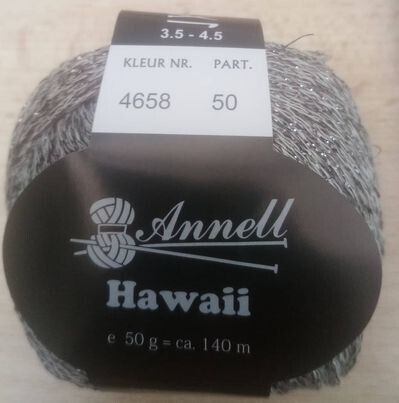 3.5 - 4.5
KLEUR NR. PART.
4658 50
Annell
Hawaii
e 50 g = ca. 140 m